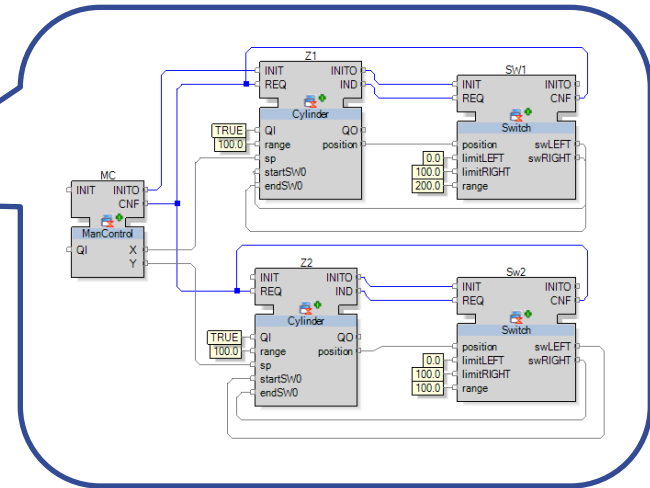 MC
INIT INITO
CNF
ManControl
QI X
Y
Z1
INIT INITO
REQ IND
Cylinder
TRUE QI QO
100.0 range position
sp
startSW0
endSW0
SW1
INIT INITO
REQ CNF
Switch
position swLEFT
0.0 limitLEFT swRIGHT
100.0 limitRIGHT
200.0 range
Z2
INIT INITO
REQ IND
Cylinder
TRUE QI QO
100.0 range position
sp
startSW0
endSW0
Sw2
INIT INITO
REQ CNF
Switch
position swLEFT
0.0 limitLEFT swRIGHT
100.0 limitRIGHT
100.0 range